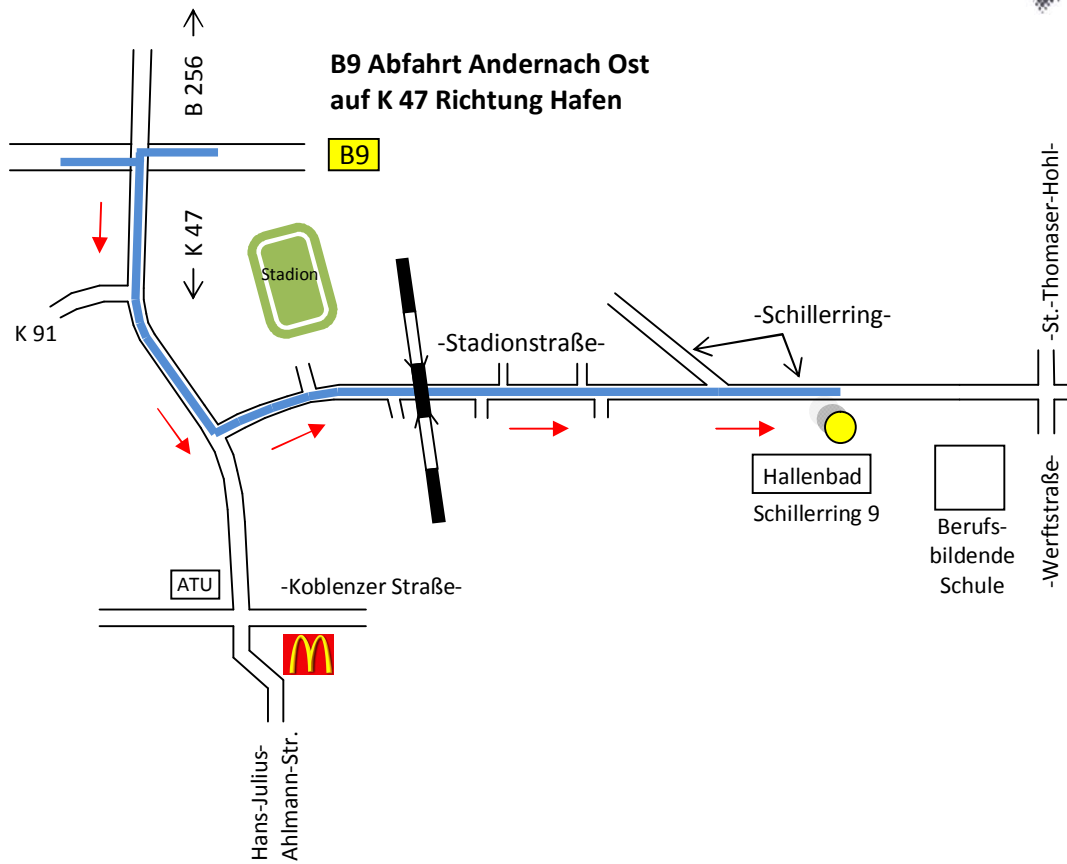 B 256
B9 Abfahrt Andernach Ost
auf K 47 Richtung Hafen
B9
K 47
-St.-Thomaser-Hohl-
Stadion
K 91
-Stadionstraße-
-Schillerring-
Hallenbad
Schillerring 9
Berufs-
bildende
Schule
-Werftstraße-
ATU
-Koblenzer Straße-
M
Hans-Julius-
Ahlmann-Str.